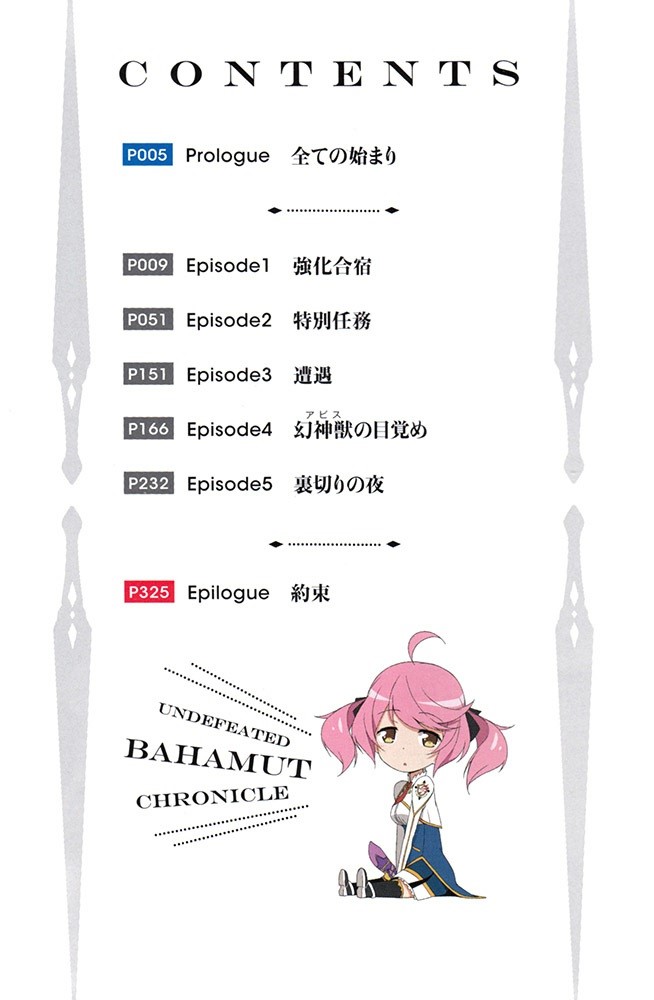 CONTENTS
P005 Prologue 全ての始まり
P009 Episode1 強化合宿
P051 Episode2 特別任務
P151 Episode3 遭遇
アビス
P166 Episode4 幻神獣の目覚め
P232 Episode5 裏切りの夜
P325 Epilogue 約束
UNDEFEATED
BAHAMUT
CHRONICLE